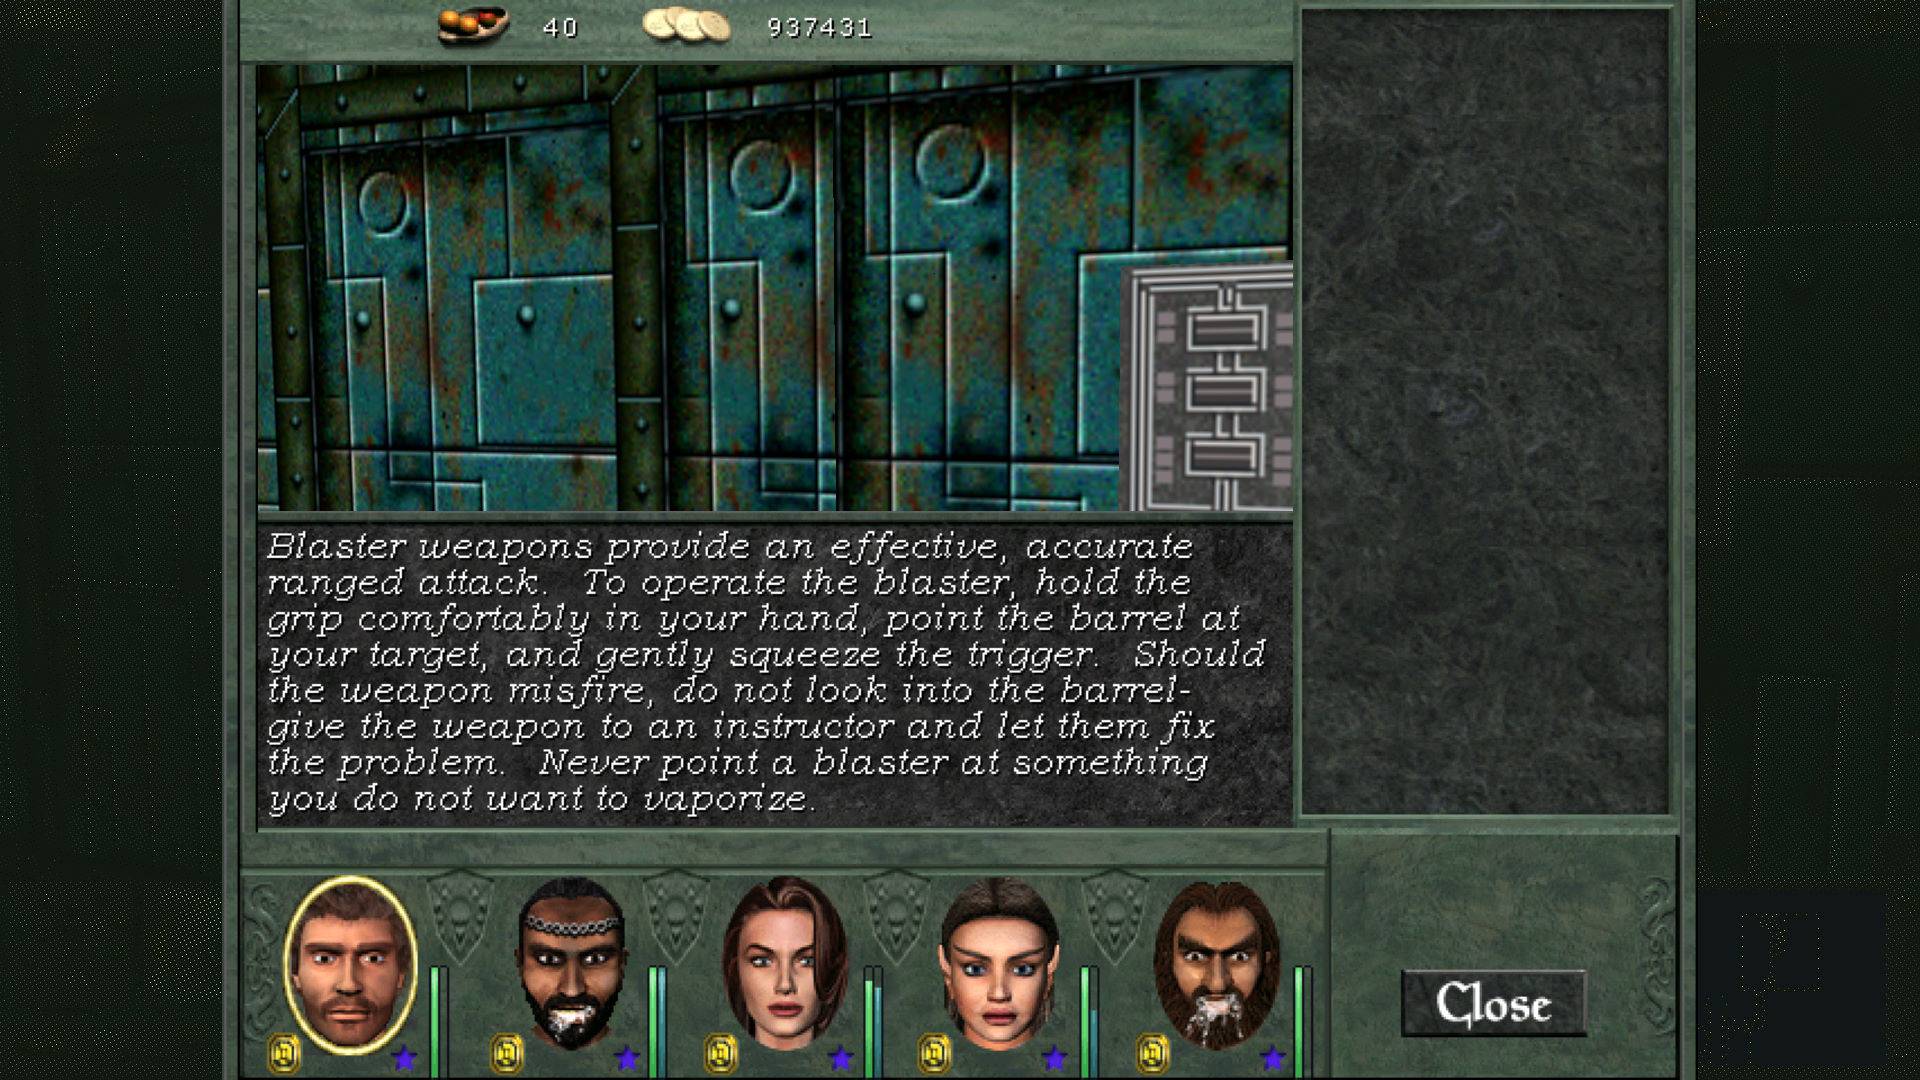 40 937431
Blaster weapons provide an effective, accurate
ranged attack.  To operate the blaster, hold the
grip comfortably in your hand, point the barrel at
your target, and gently squeeze the trigger.  Should
the weapon misfire, do not look into the barrel-
give the weapon to an instructor and let them fix
the problem.  Never point a blaster at something
you do not want to vaporize.
Close